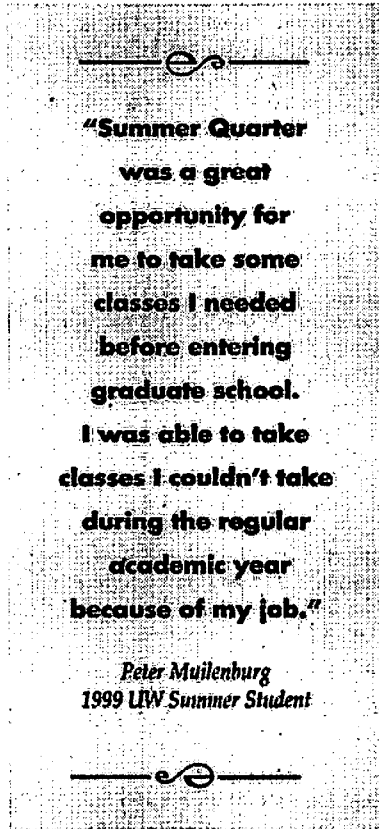 "Summer Quarter
was a great
opportunity for
me to take some
classes I needed
before entering
graduate school.
I was able to take
classes I couldn't take
during the regular
academic year
because of my job."
Peter Muilenburg
1999 UW Summer Student